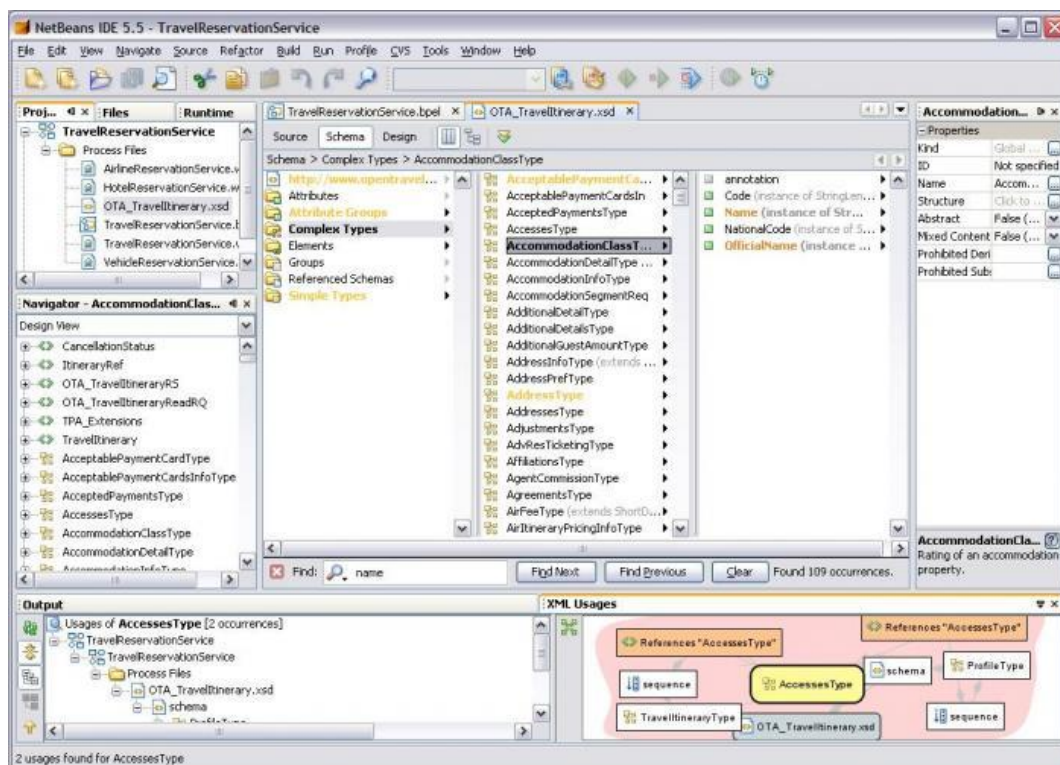 NetBeans IDE 5.5 - TravelReservationService
File Edit View Navigate Source Refactor Build Run Profile CVS Tools Window Help
Proj... Files Runtime
TravelReservationService
Process Files
AirlineReservationService.w
HotelReservationService.w
OTA_TravelItinerary.xsd
TravelReservationService.b
TravelReservationService.w
VehicleReservationService.
Navigator - AccommodationClas...
Design View
CancellationStatus
ItineraryRef
OTA_TravelItineraryRS
OTA_TravelItineraryReadRQ
TPA_Extensions
TravelItinerary
AcceptablePaymentCardType
AcceptablePaymentCardsInfoType
AcceptedPaymentsType
AccessesType
AccommodationClassType
AccommodationDetailType
AccommodationInfoType
TravelReservationService.bpel OTA_TravelItinerary.xsd
Source Schema Design
Schema > Complex Types > AccommodationClassType
http://www.opentravel...
Attributes
Attribute Groups
Complex Types
Elements
Groups
Referenced Schemas
Simple Types
AcceptablePaymentCa...
AcceptablePaymentCardsIn
AcceptedPaymentsType
AccessesType
AccommodationClassT...
AccommodationDetailType ...
AccommodationInfoType
AccommodationSegmentReq
AdditionalDetailType
AdditionalDetailsType
AdditionalGuestAmountType
AddressInfoType (extends ...
AddressPrefType
AddressType
AddressesType
AdjustmentsType
AdvResTicketingType
AffiliationsType
AgentCommissionType
AgreementsType
AirFeeType (extends ShortD...
AirItineraryPricingInfoType
annotation
Code (instance of StringLen...
Name (instance of Str...
NationalCode (instance of S...
OfficialName (instance ...
Find: name Find Next Find Previous Clear Found 109 occurrences.
Accommodation...
Properties
Kind Global ...
ID Not specified
Name Accom...
Structure Click to ...
Abstract False (...
Mixed Content False (...
Prohibited Deri
Prohibited Subs
AccommodationCla...
Rating of an accommodation
property.
Output
Usages of AccessesType [2 occurrences]
TravelReservationService
TravelReservationService
Process Files
OTA_TravelItinerary.xsd
schema
ProfileType
XML Usages
References "AccessesType"
References "AccessesType"
sequence
AccessesType
schema
ProfileType
TravelItineraryType
OTA_TravelItinerary.xsd
sequence
2 usages found for AccessesType